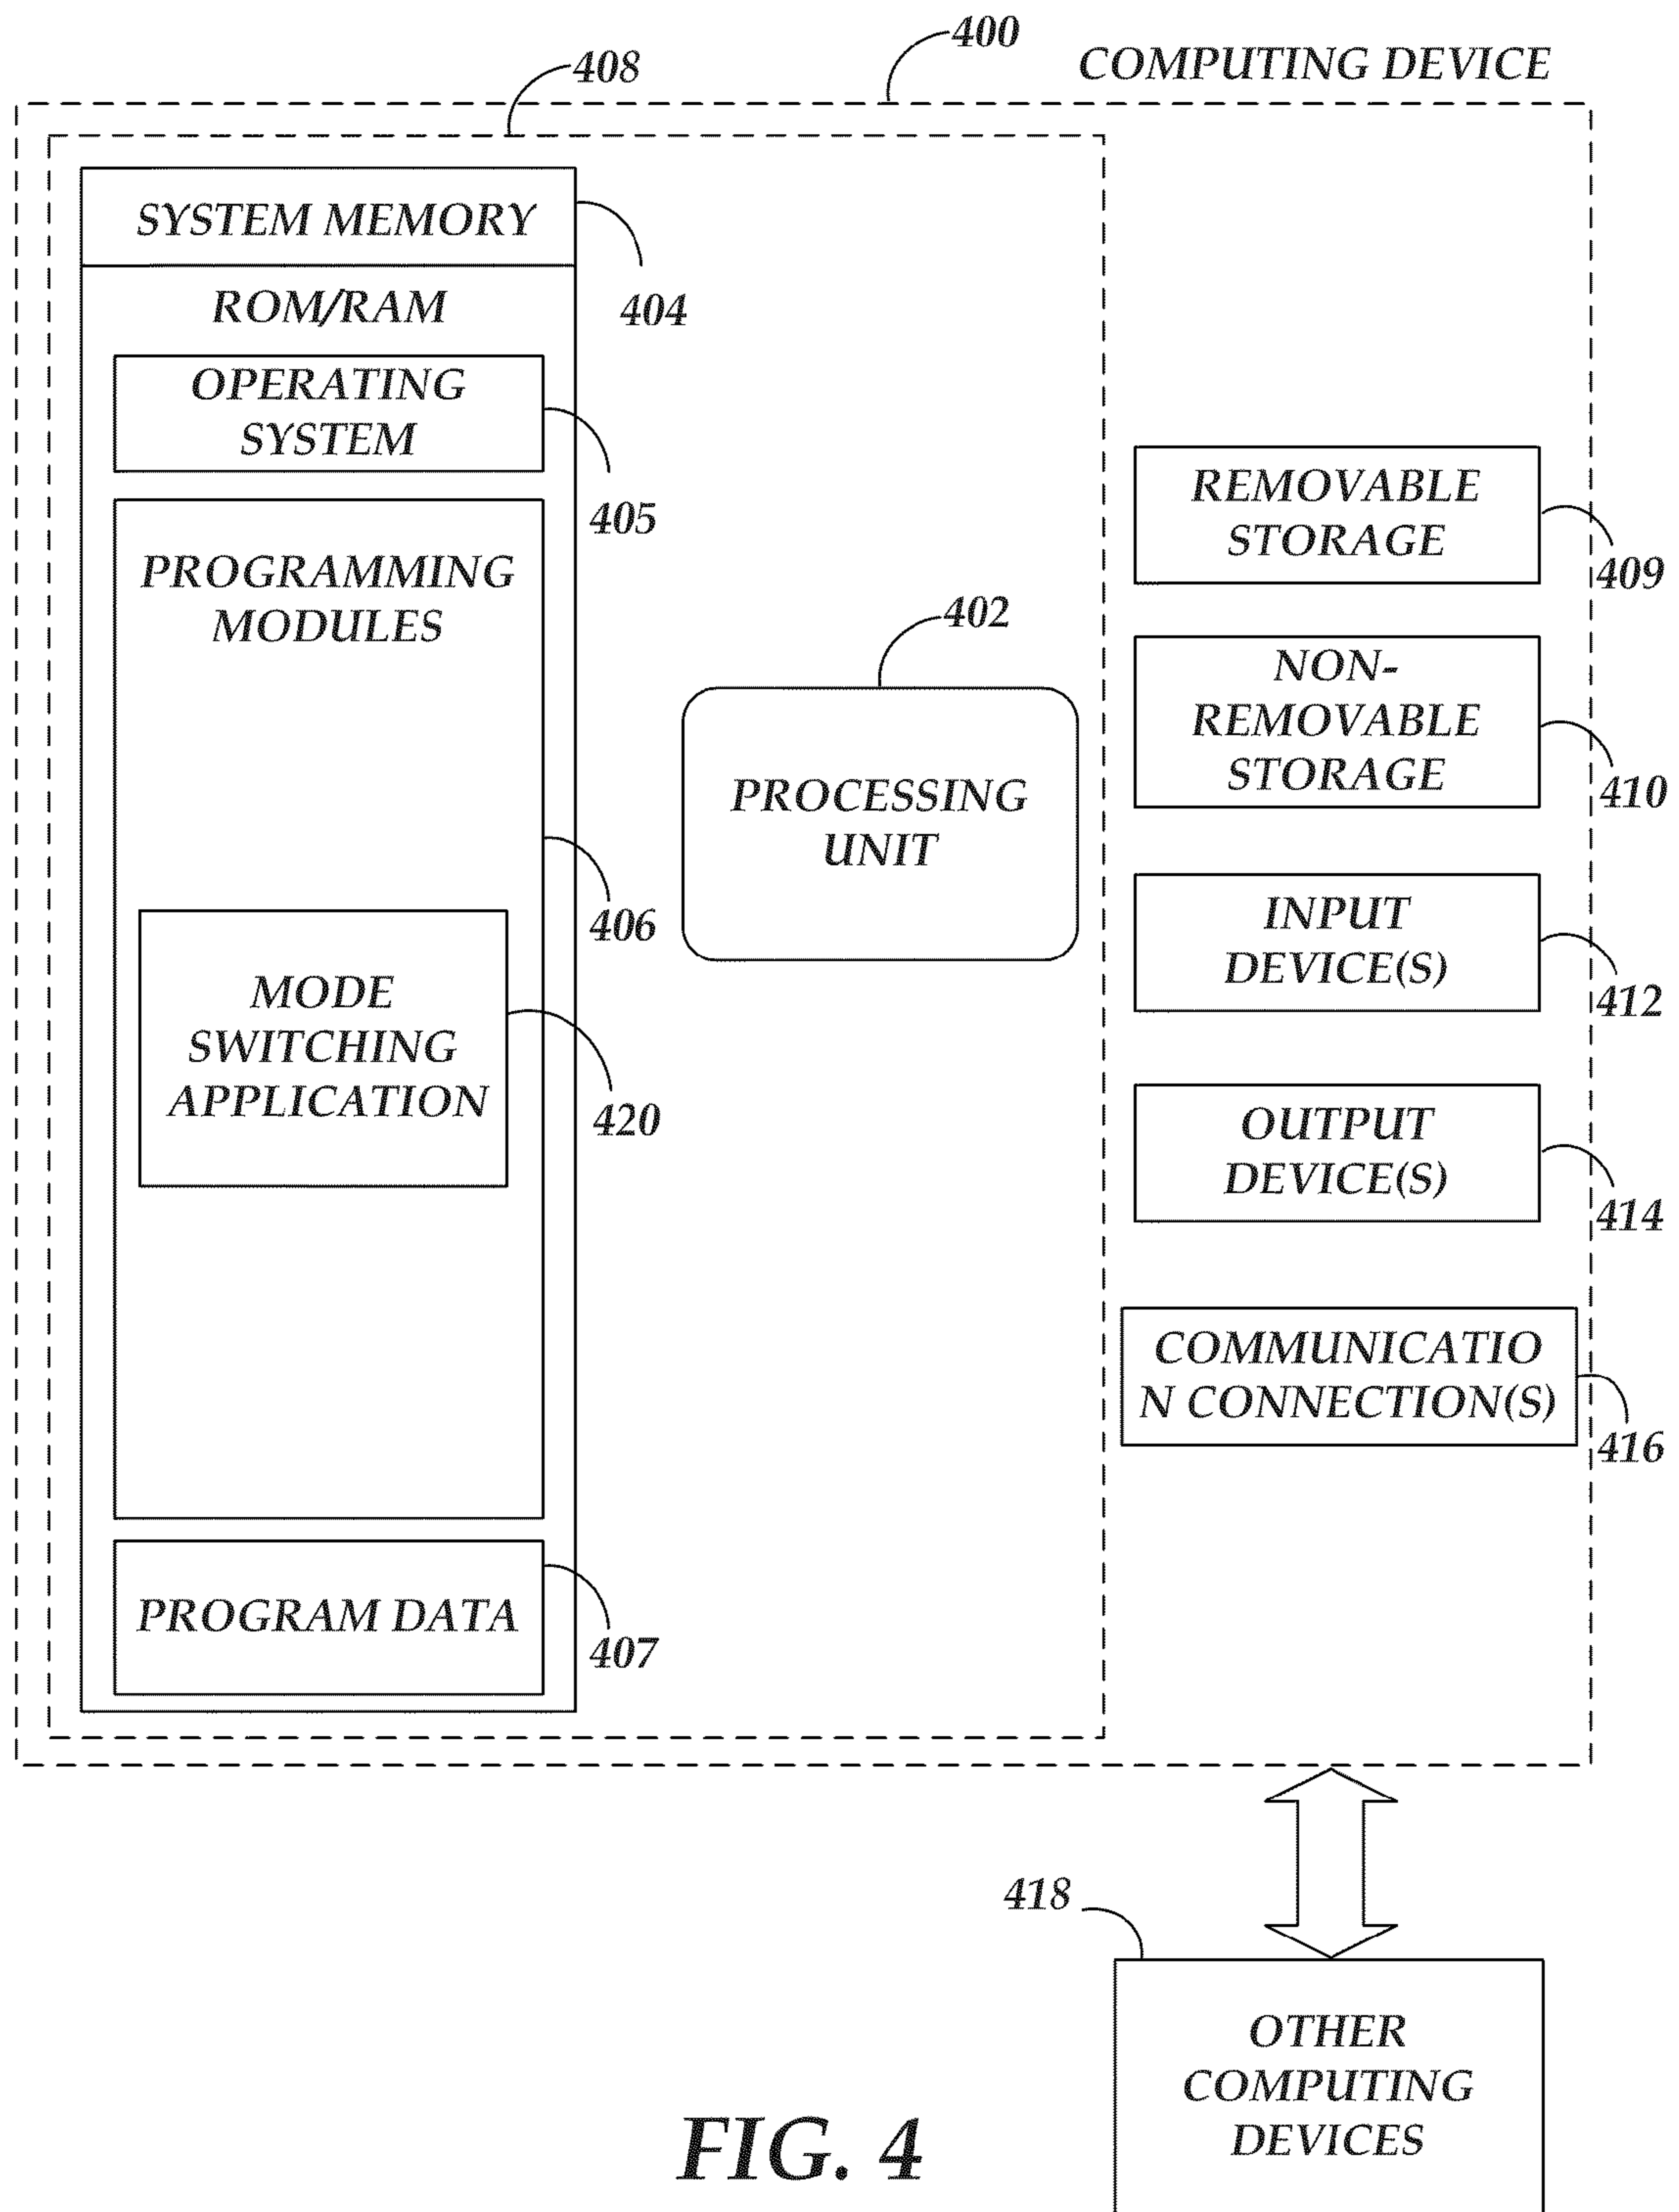 400
COMPUTING DEVICE
408
SYSTEM MEMORY
404
ROM/RAM
OPERATING
SYSTEM
405
PROGRAMMING
MODULES
406
MODE
SWITCHING
APPLICATION
420
PROGRAM DATA
407
402
PROCESSING
UNIT
REMOVABLE
STORAGE
409
NON-
REMOVABLE
STORAGE
410
INPUT
DEVICE(S)
412
OUTPUT
DEVICE(S)
414
COMMUNICATIO
N CONNECTION(S)
416
418
OTHER
COMPUTING
DEVICES
FIG. 4